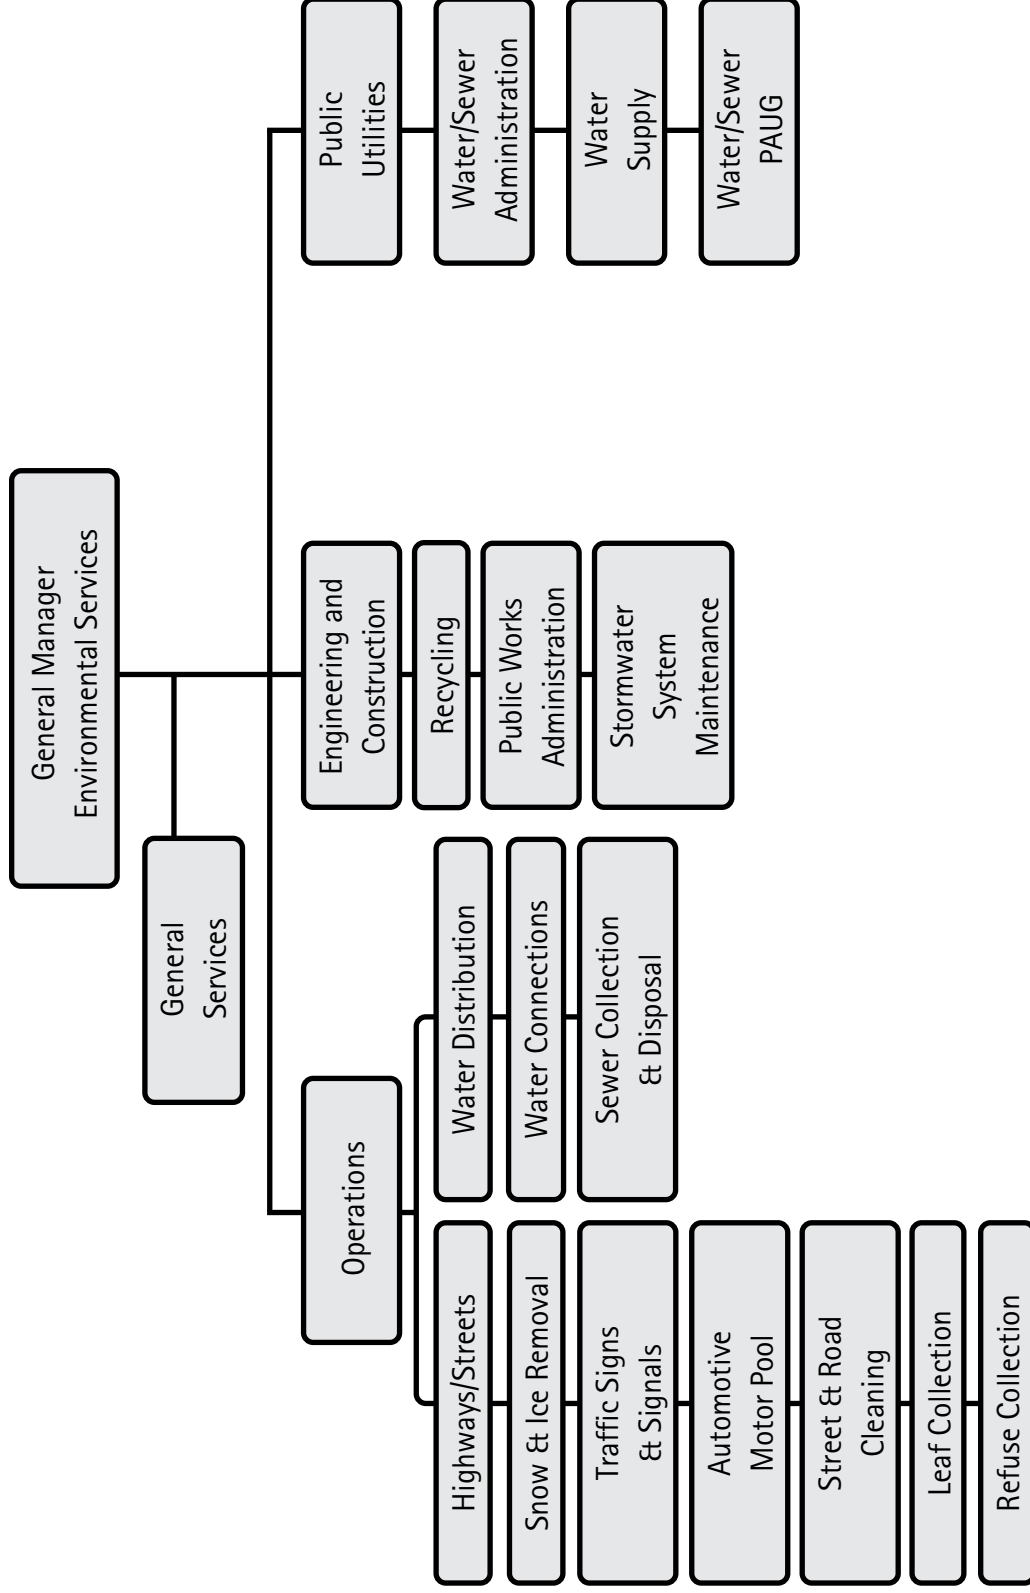 General Manager
Environmental Services
General
Services
Operations
Highways/Streets
Snow & Ice Removal
Traffic Signs
& Signals
Automotive
Motor Pool
Street & Road
Cleaning
Leaf Collection
Refuse Collection
Water Distribution
Water Connections
Sewer Collection
& Disposal
Engineering and
Construction
Recycling
Public Works
Administration
Stormwater
System
Maintenance
Public
Utilities
Water/Sewer
Administration
Water
Supply
Water/Sewer
PAUG